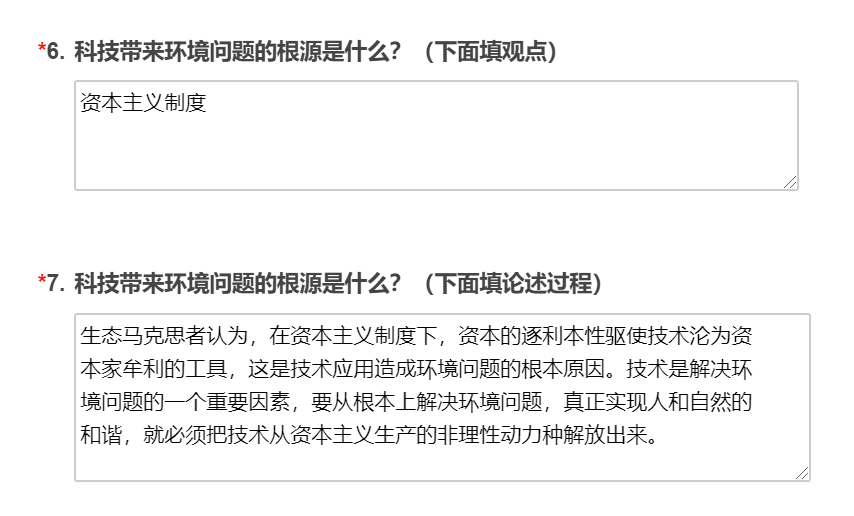 *6. 科技带来环境问题的根源是什么？（下面填观点）
资本主义制度
*7. 科技带来环境问题的根源是什么？（下面填论述过程）
生态马克思者认为，在资本主义制度下，资本的逐利本性驱使技术沦为资
本家牟利的工具，这是技术应用造成环境问题的根本原因。技术是解决环
境问题的一个重要因素，要从根本上解决环境问题，真正实现人和自然的
和谐，就必须把技术从资本主义生产的非理性动力种解放出来。